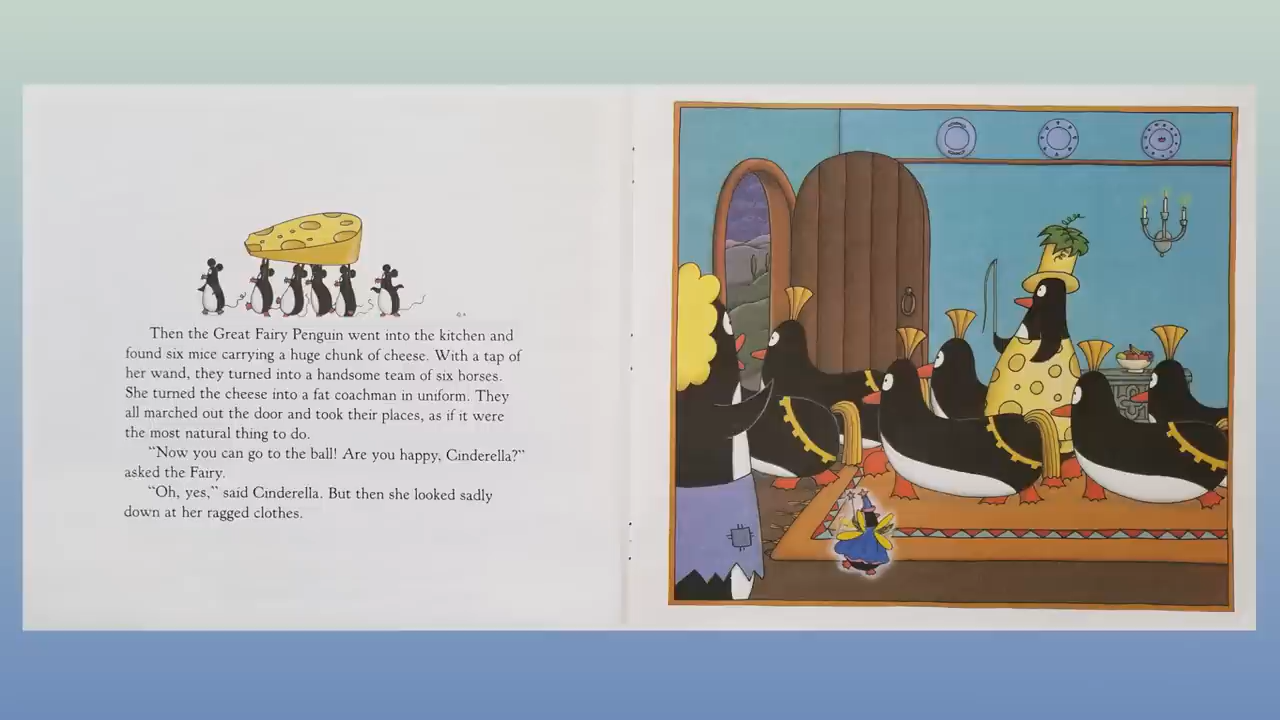 Then the Great Fairy Penguin went into the kitchen and
found six mice carrying a huge chunk of cheese. With a tap of
her wand, they turned into a handsome team of six horses.
She turned the cheese into a fat coachman in uniform. They
all marched out the door and took their places, as if it were
the most natural thing to do.
“Now you can go to the ball! Are you happy, Cinderella?”
asked the Fairy.
“Oh, yes,” said Cinderella. But then she looked sadly
down at her ragged clothes.